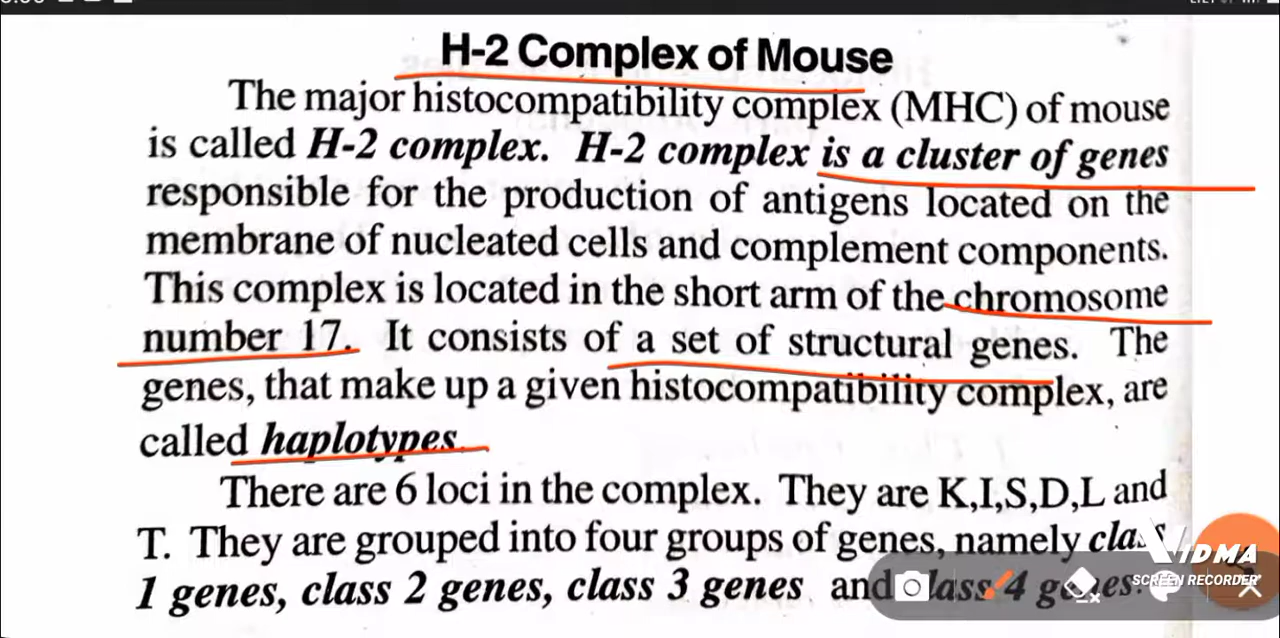 H-2 Complex of Mouse
The major histocompatibility complex (MHC) of mouse
is called H-2 complex. H-2 complex is a cluster of genes
responsible for the production of antigens located on the
membrane of nucleated cells and complement components.
This complex is located in the short arm of the chromosome
number 17. It consists of a set of structural genes. The
genes, that make up a given histocompatibility complex, are
called haplotypes.
There are 6 loci in the complex. They are K,I,S,D,L and
T. They are grouped into four groups of genes, namely class
1 genes, class 2 genes, class 3 genes and class 4 genes.
VIDMA
SCREEN RECORDER